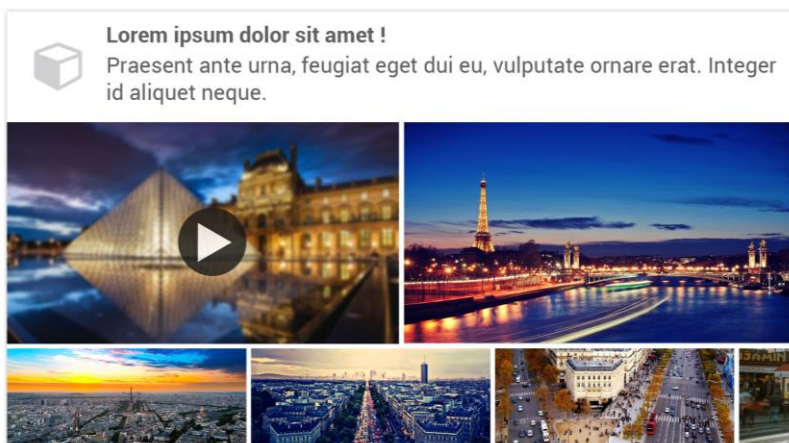 Lorem ipsum dolor sit amet !
Praesent ante urna, feugiat eget dui eu, vulputate ornare erat. Integer
id aliquet neque.
JAMIN